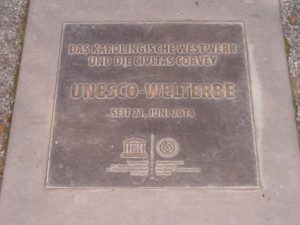 DAS KAROLINGISCHE WESTWERK
UND DIE CIVITAS CORVEY
UNESCO-WELTERBE
SEIT 21. JUNI 2014